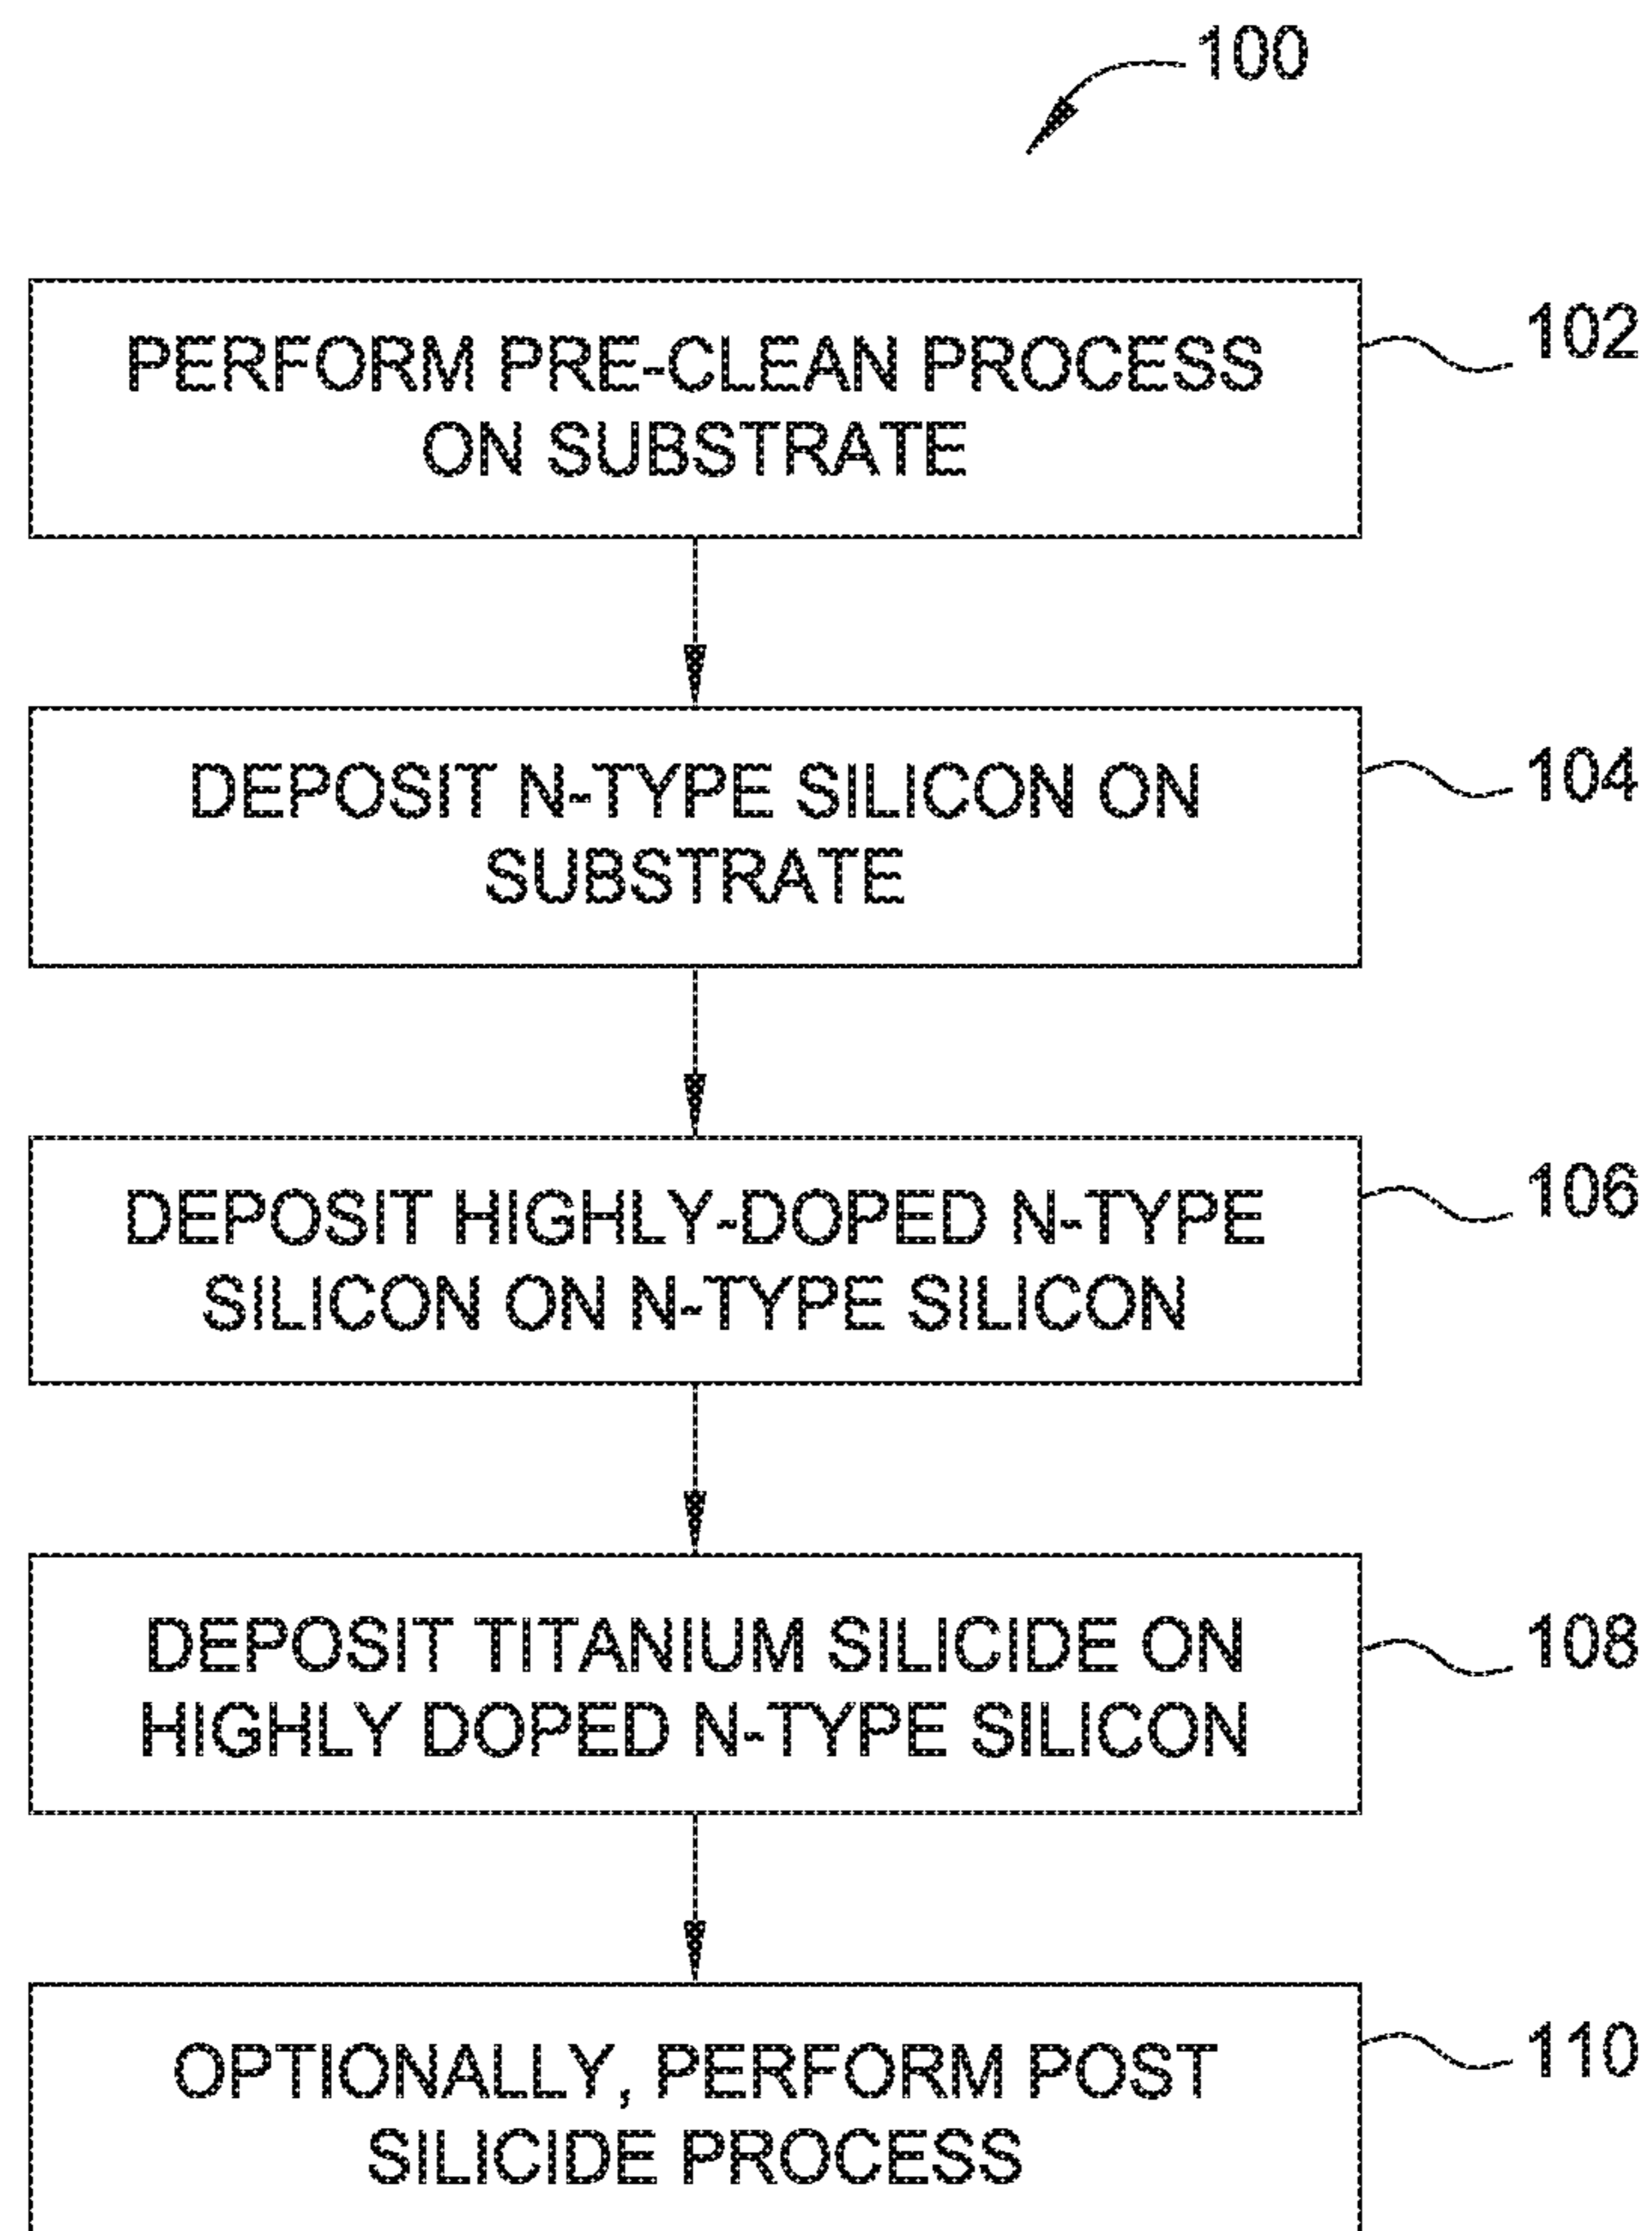 100
PERFORM PRE-CLEAN PROCESS
ON SUBSTRATE
102
DEPOSIT N-TYPE SILICON ON
SUBSTRATE
104
DEPOSIT HIGHLY-DOPED N-TYPE
SILICON ON N-TYPE SILICON
106
DEPOSIT TITANIUM SILICIDE ON
HIGHLY DOPED N-TYPE SILICON
108
OPTIONALLY, PERFORM POST
SILICIDE PROCESS
110